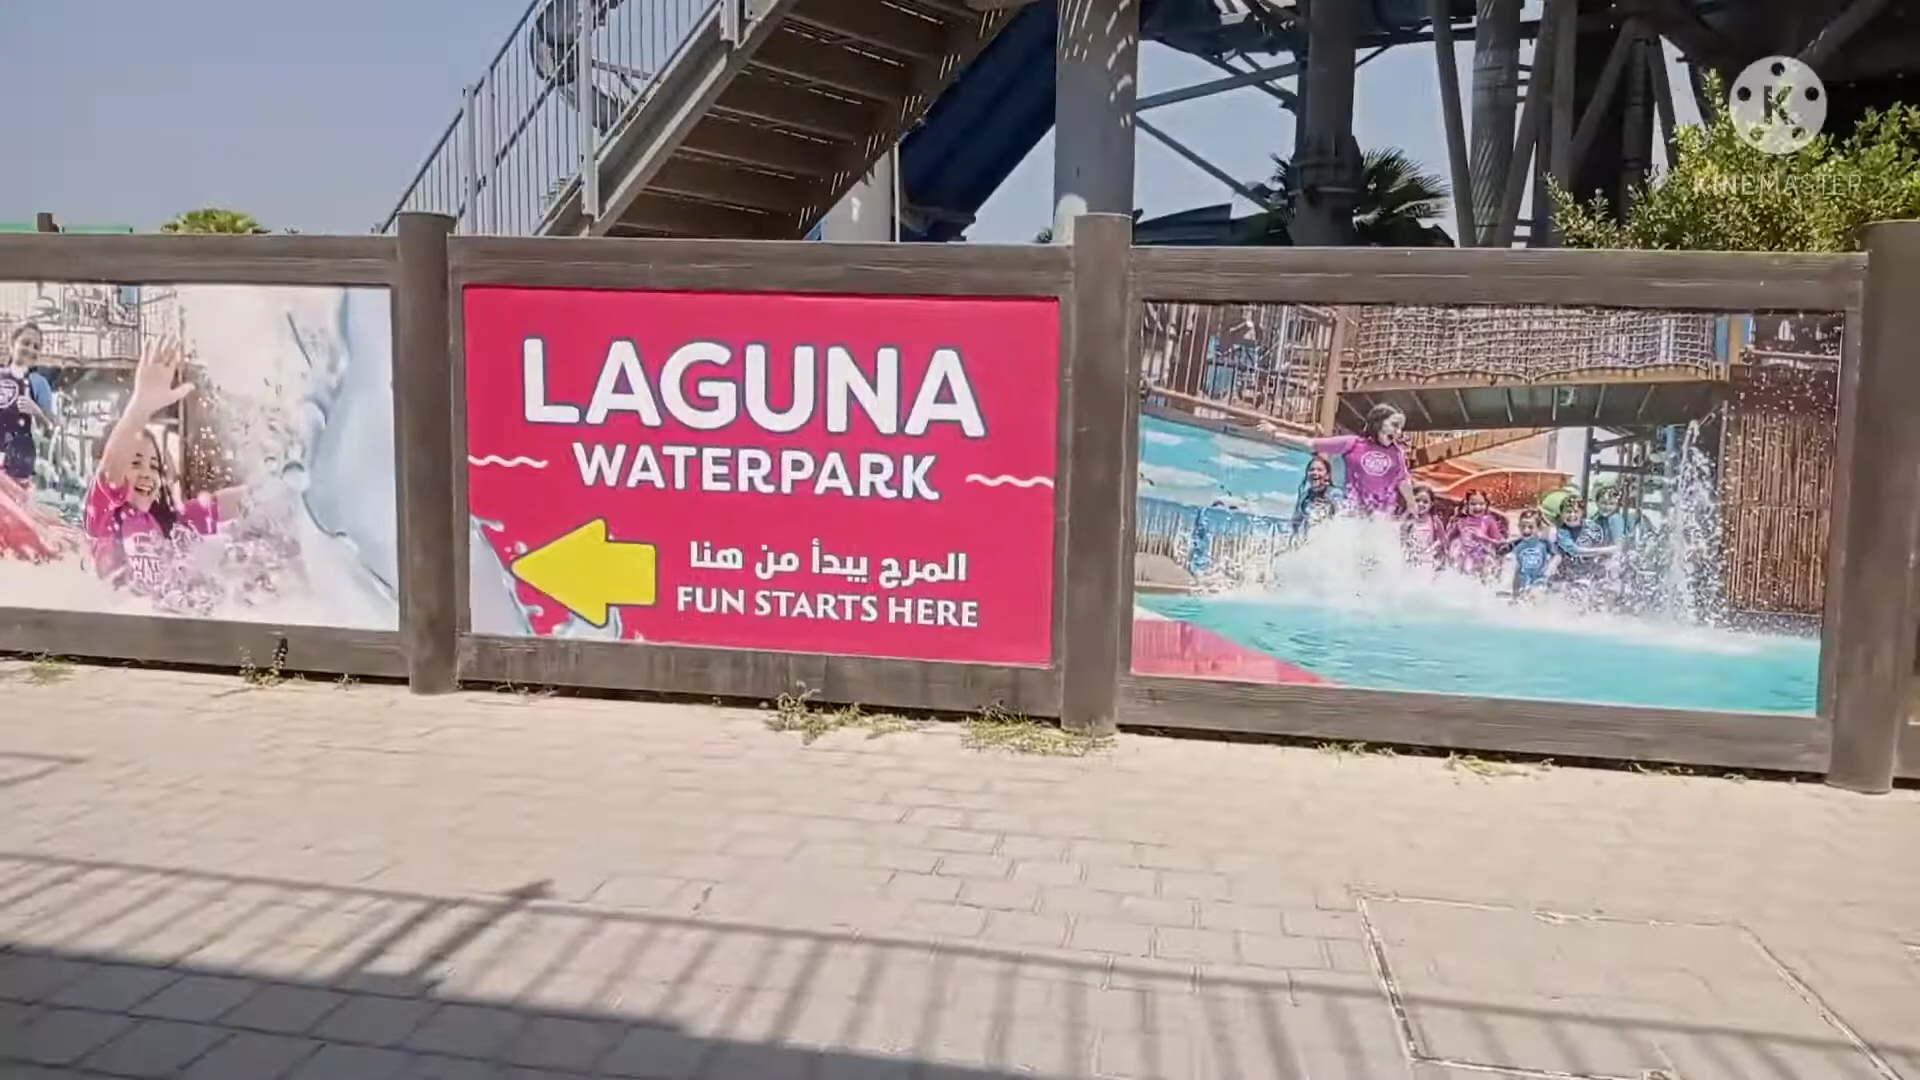 KINEMASTER
LAGUNA
WATERPARK
المرح يبدأ من هنا
FUN STARTS HERE